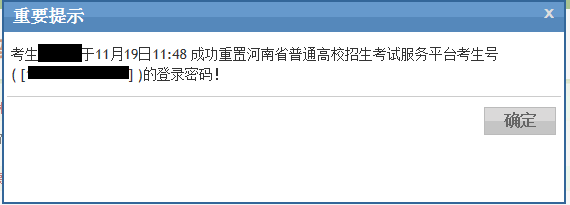 重要提示
x
考生于11月19日11:48 成功重置河南省普通高校招生考试服务平台考生号
( [] )的登录密码！
确定